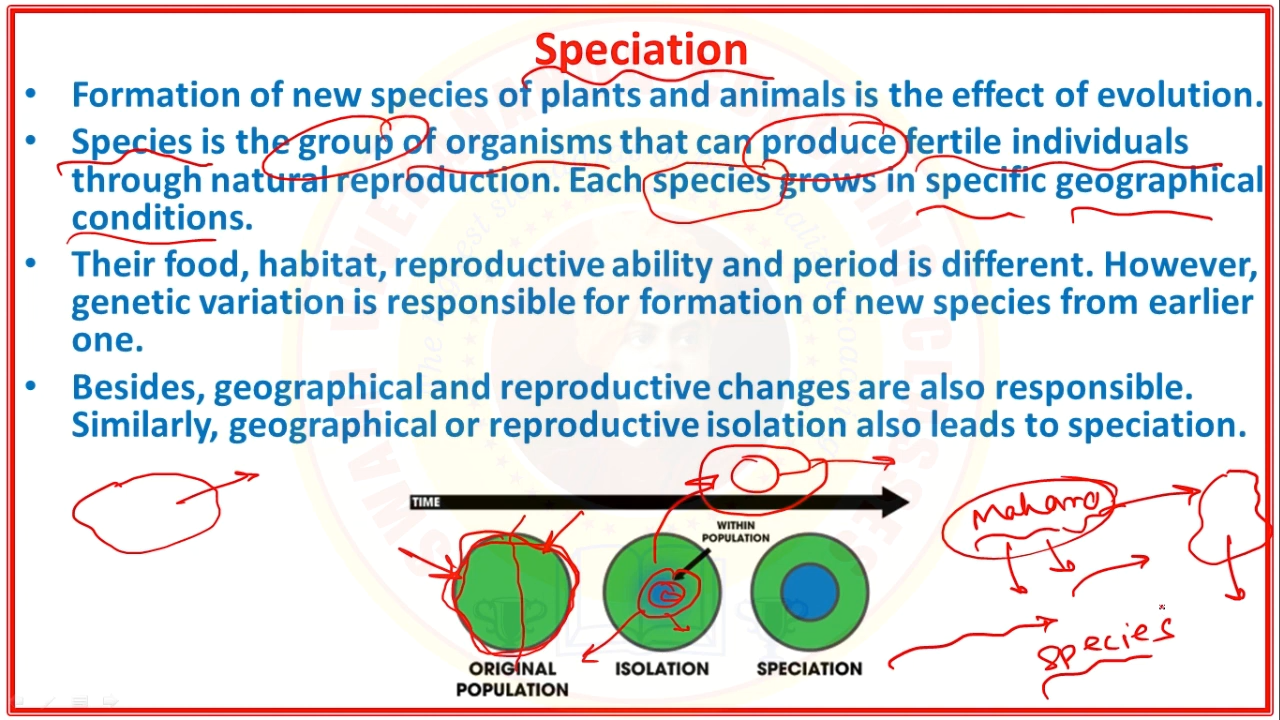 Speciation
• Formation of new species of plants and animals is the effect of evolution.
• Species is the group of organisms that can produce fertile individuals
through natural reproduction. Each species grows in specific geographical
conditions.
• Their food, habitat, reproductive ability and period is different. However,
genetic variation is responsible for formation of new species from earlier
one.
• Besides, geographical and reproductive changes are also responsible.
Similarly, geographical or reproductive isolation also leads to speciation.
TIME
WITHIN
POPULATION
ORIGINAL
POPULATION
ISOLATION
SPECIATION
species